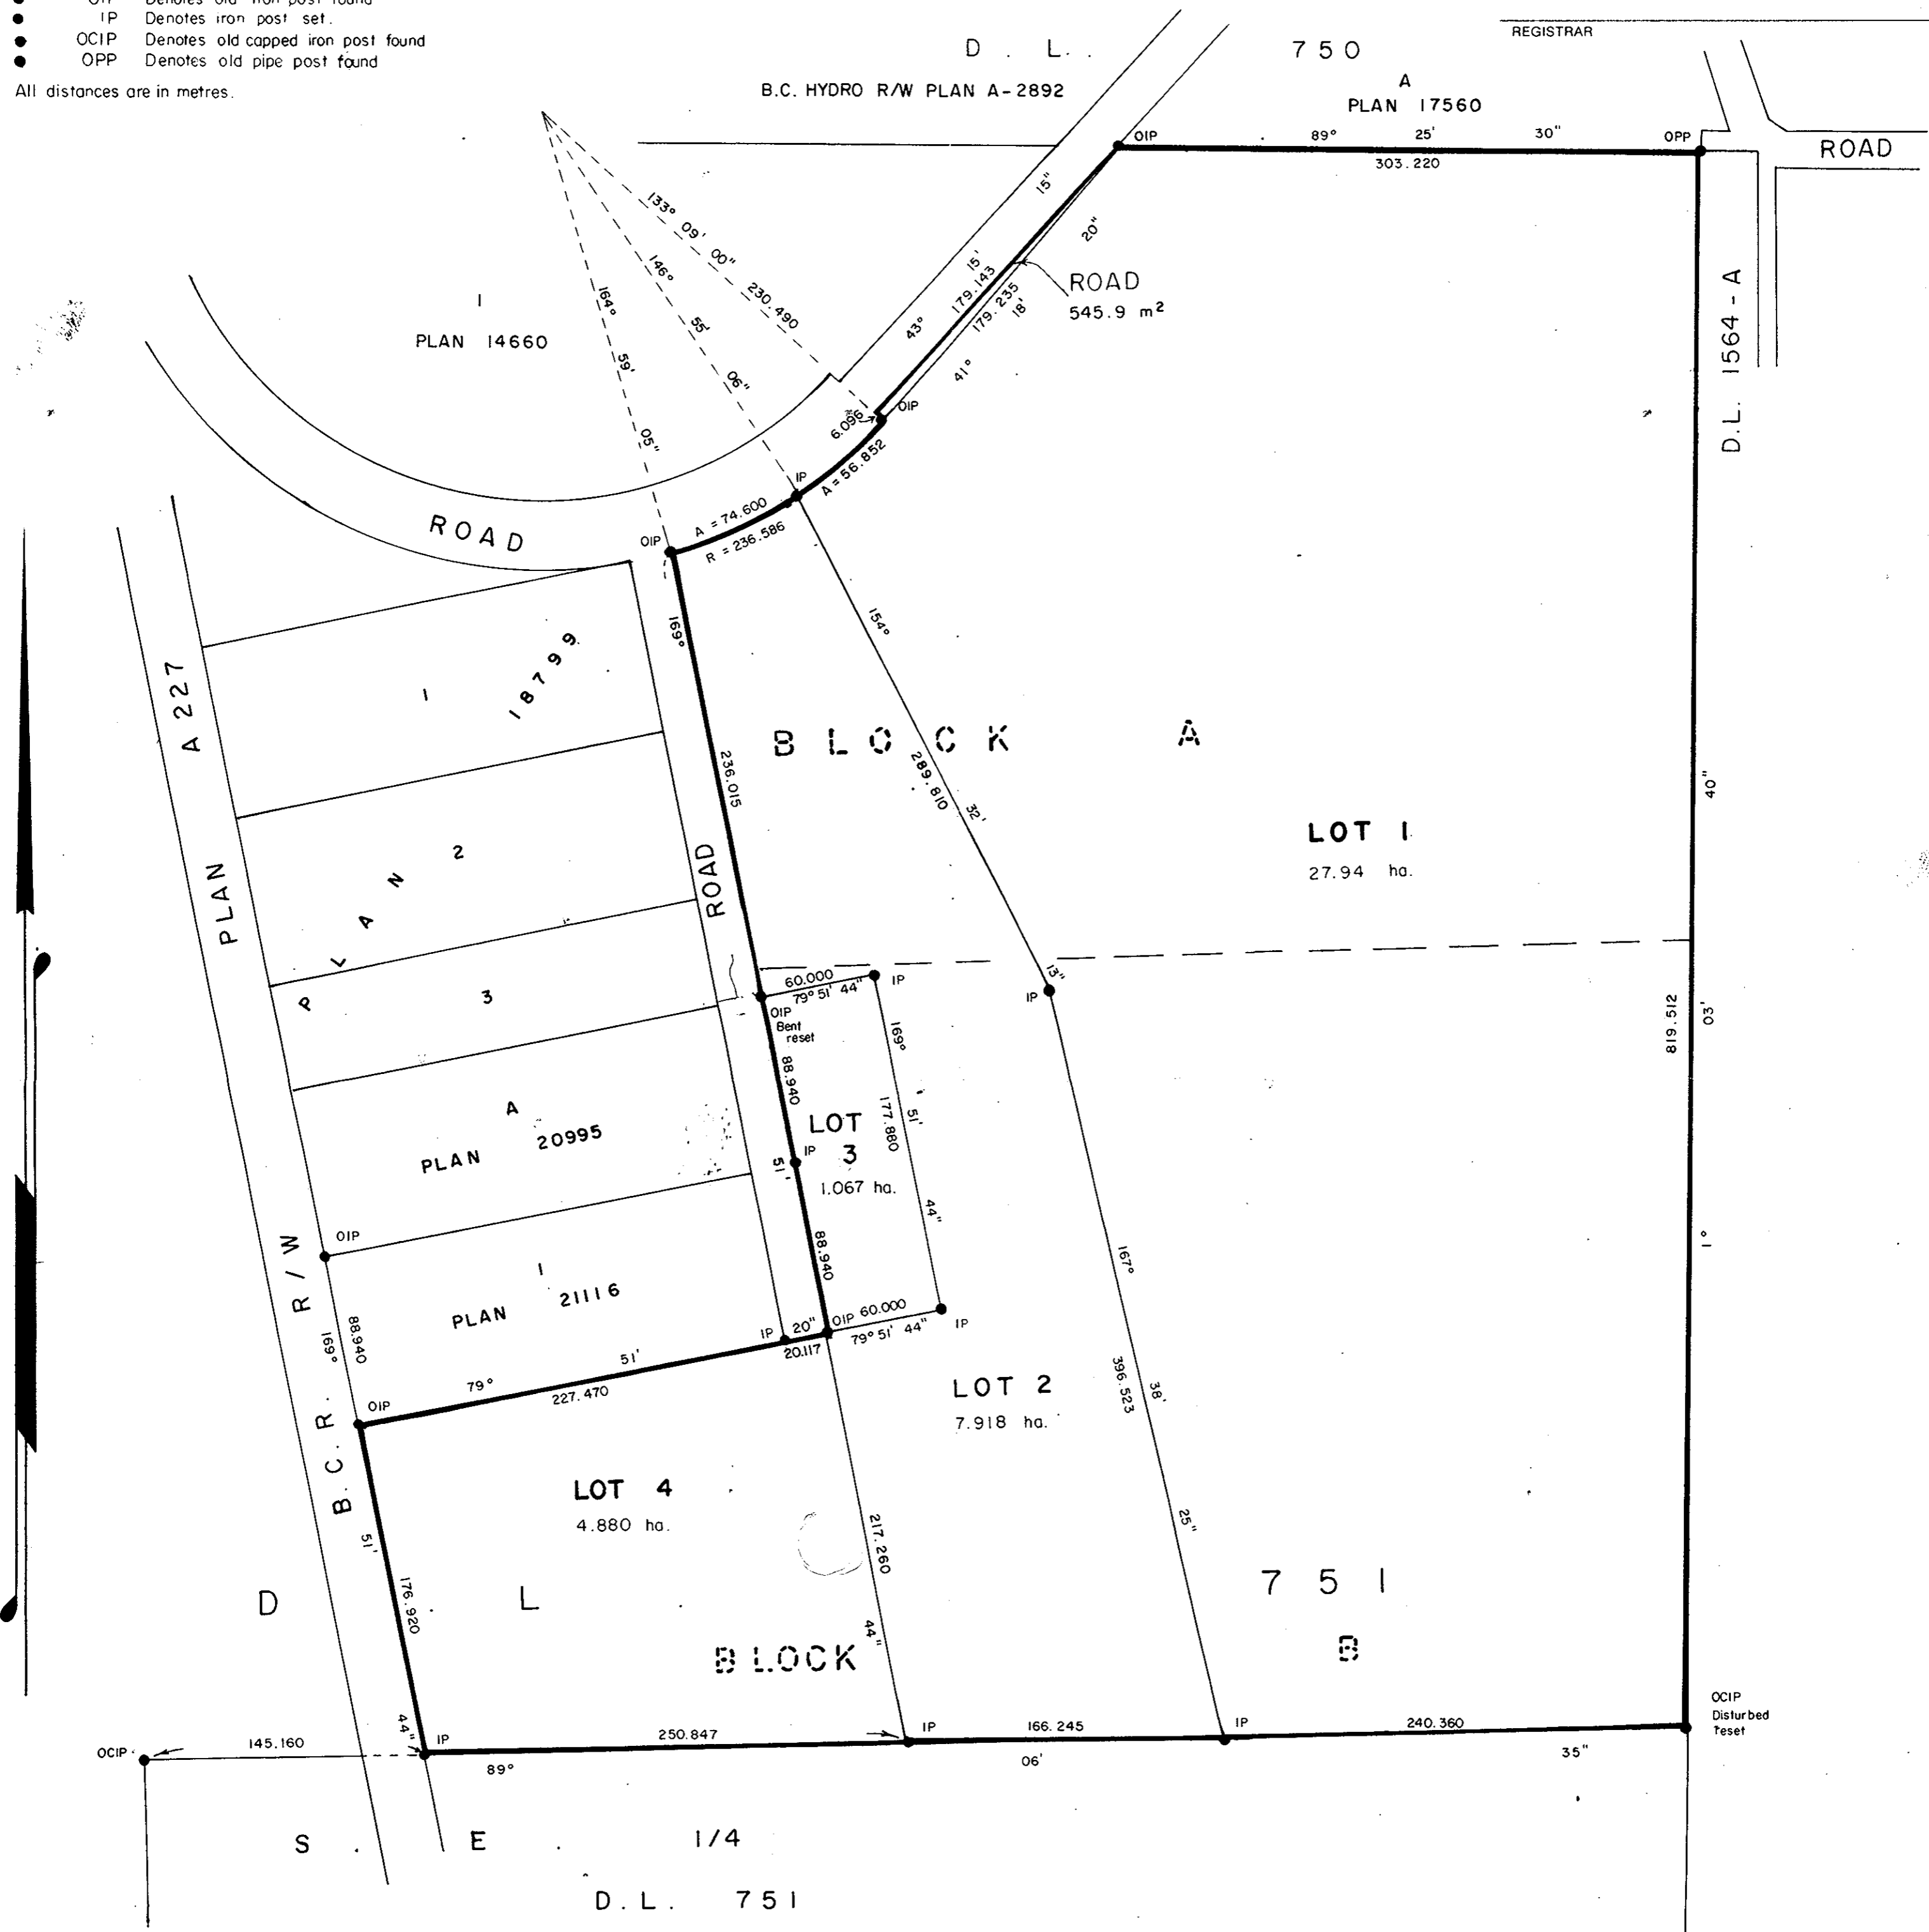 OIP Denotes old iron post found
IP Denotes iron post set.
OCIP Denotes old capped iron post found
OPP Denotes old pipe post found
All distances are in metres.
REGISTRAR
D. L. 750
B.C. HYDRO R/W PLAN A-2892
A
PLAN 17560
OIP 89° 25' 30" OPP
303.220
ROAD
15"
20"
133° 09' 00"
230.490
146° 55' 06"
164° 59' 05"
15'
179.143
179.235
18'
43°
41°
ROAD
545.9 m²
D.L. 1564-A
1
PLAN 14660
6.096
OIP
A = 56.852
IP
A = 74.600
R = 236.586
OIP
ROAD
169°
154°
PLAN A 227
1
18799
236.015
BLOCK A
289.810
32'
40"
LOT 1
27.94 ha.
2
PLAN
ROAD
3
13"
IP
60.000
79° 51' 44"
IP
OIP
Bent
reset
03'
819.512
169°
88.940
177.880
51'
A
PLAN 20995
LOT
3
1.067 ha.
IP
51'
44"
1°
167°
OIP
B.C.R. R/W
88.940
1
PLAN 21116
88.940
169°
IP 20" OIP 60.000
20.117
79° 51' 44"
IP
51'
79°
227.470
OIP
LOT 2
7.918 ha.
396.523
38'
LOT 4
4.880 ha.
51'
217.260
25"
176.920
D L 751
44"
BLOCK B
44"
OCIP
Disturbed
reset
OCIP
145.160
IP
250.847
IP
166.245
IP
240.360
89° 06' 35"
S. E. 1/4
D.L. 751